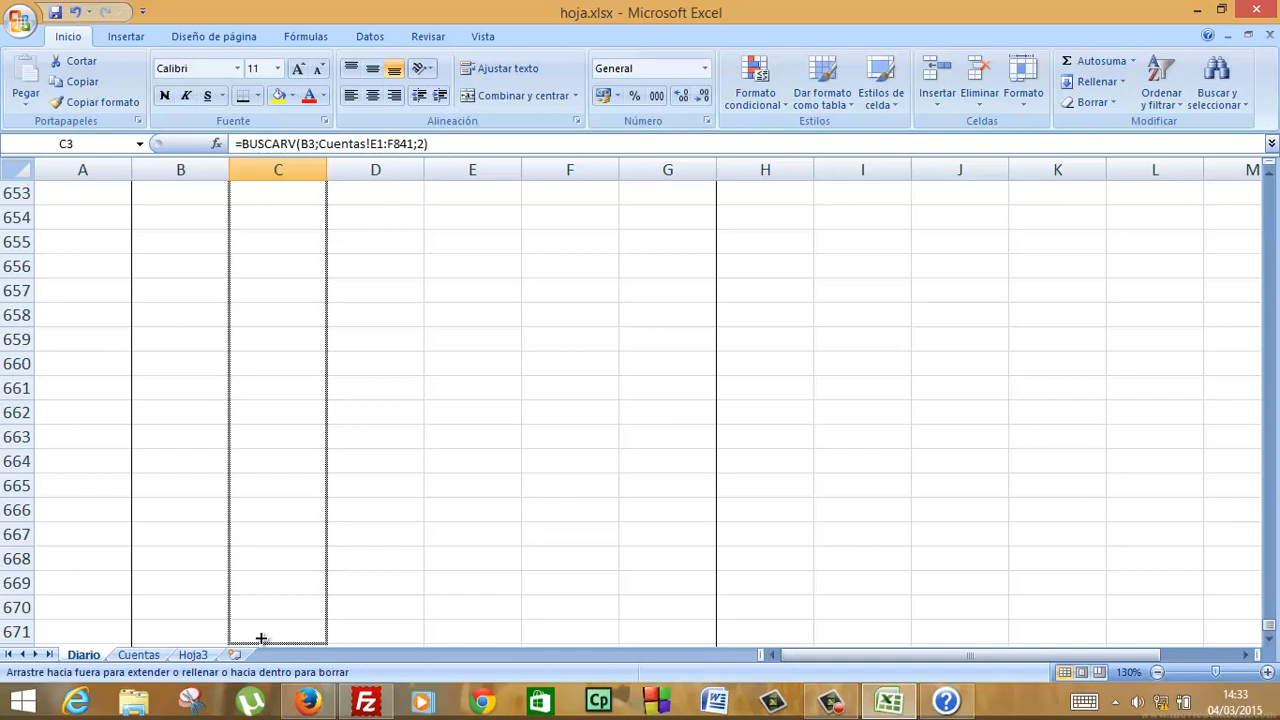 hoja.xlsx - Microsoft Excel
Inicio Insertar Diseño de página Fórmulas Datos Revisar Vista
Pegar
Cortar
Copiar
Copiar formato
Portapapeles
Calibri 11
N K S
Fuente
Ajustar texto
Combinar y centrar
Alineación
General
% 000
Número
Formato condicional
Dar formato como tabla
Estilos de celda
Estilos
Insertar Eliminar Formato
Celdas
Autosuma
Rellenar
Borrar
Ordenar y filtrar
Buscar y seleccionar
Modificar
C3 fx =BUSCARV(B3;Cuentas!E1:F841;2)
A B C D E F G H I J K L M
653
654
655
656
657
658
659
660
661
662
663
664
665
666
667
668
669
670
671
Diario Cuentas Hoja3
Arrastre hacia fuera para extender o rellenar o hacia dentro para borrar
130%
14:33
04/03/2015